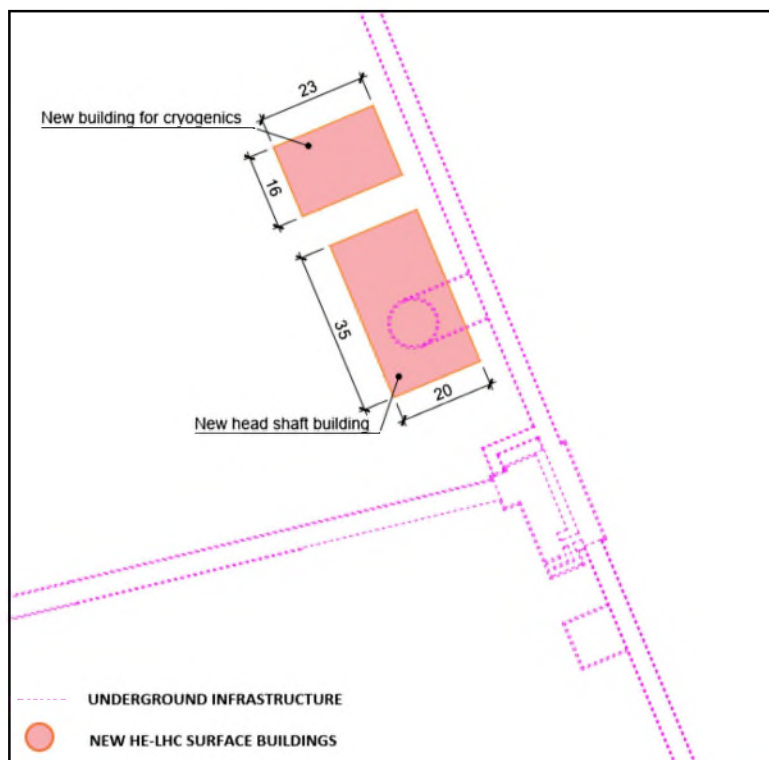 23
New building for cryogenics
16
35
20
New head shaft building
UNDERGROUND INFRASTRUCTURE
NEW HE-LHC SURFACE BUILDINGS